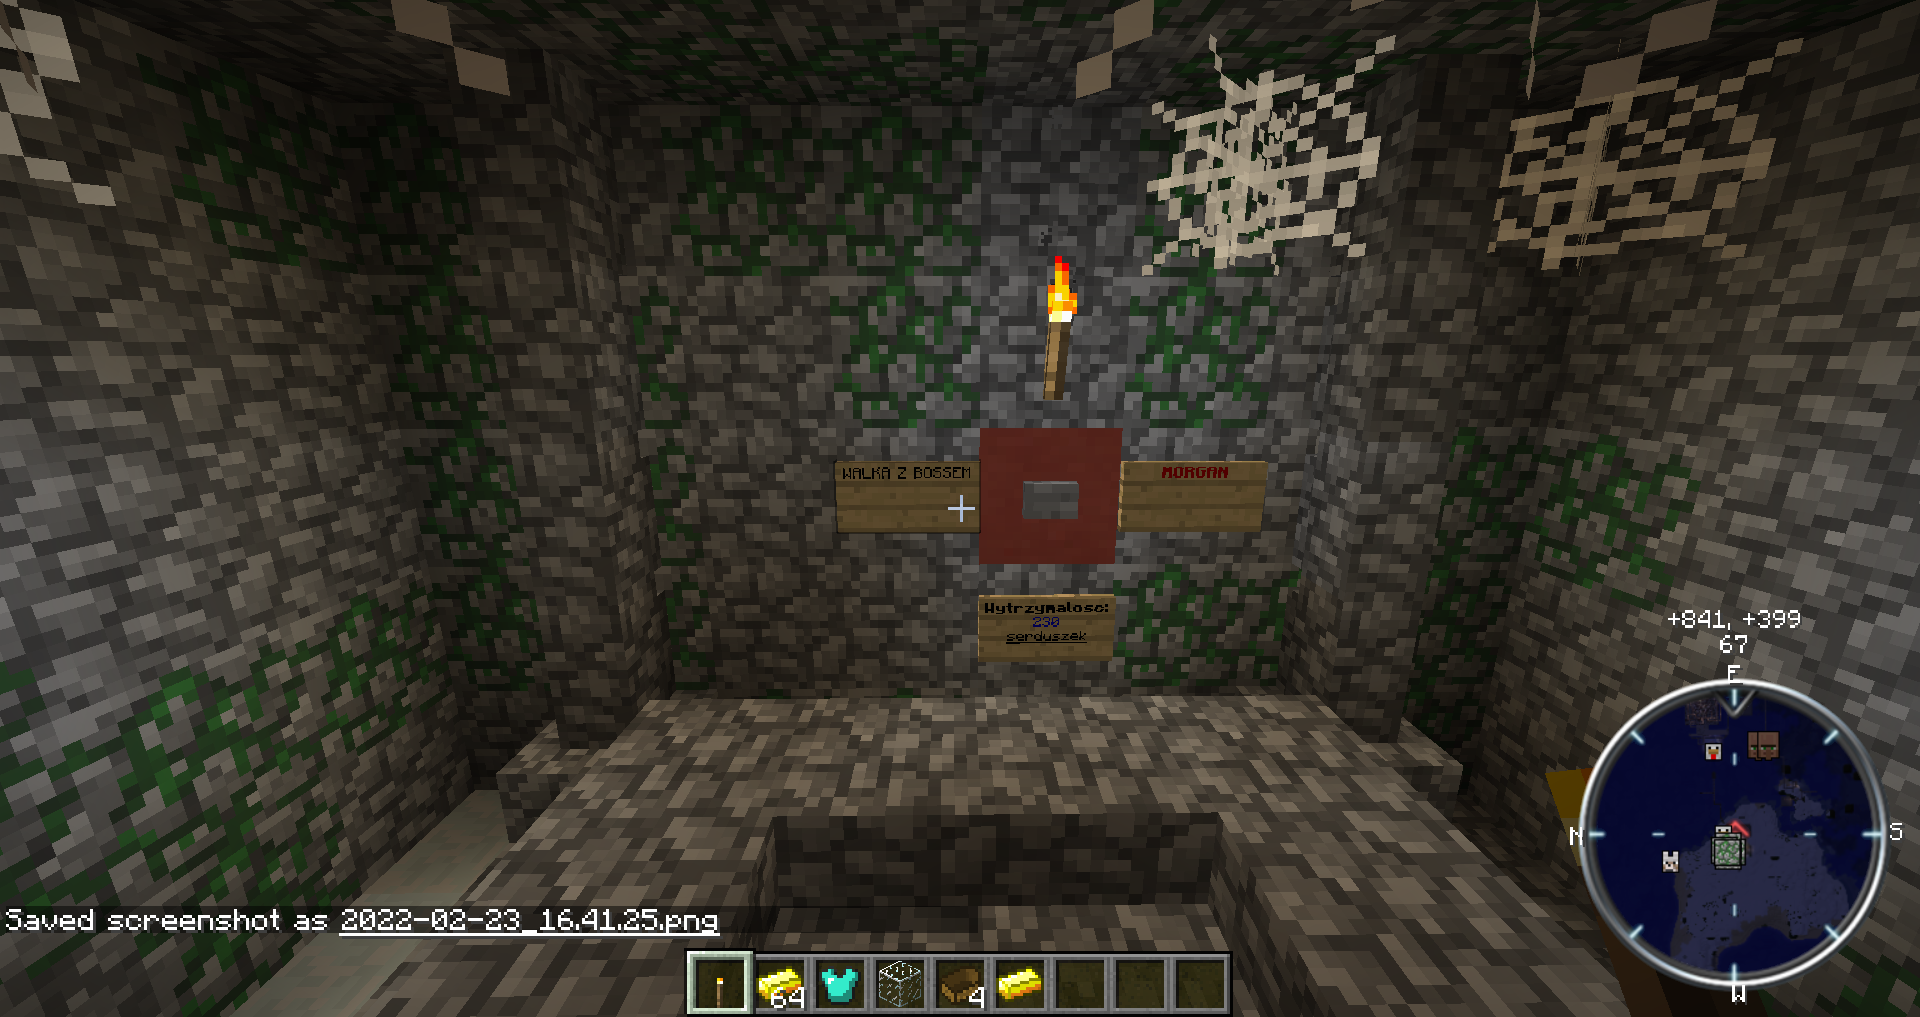 WALKA Z BOSSEM
MORGAN
Wytrzymalosc:
230
serduszek
+841, +399
67
E
N
S
W
Saved screenshot as 2022-02-23_16.41.25.png
64
4